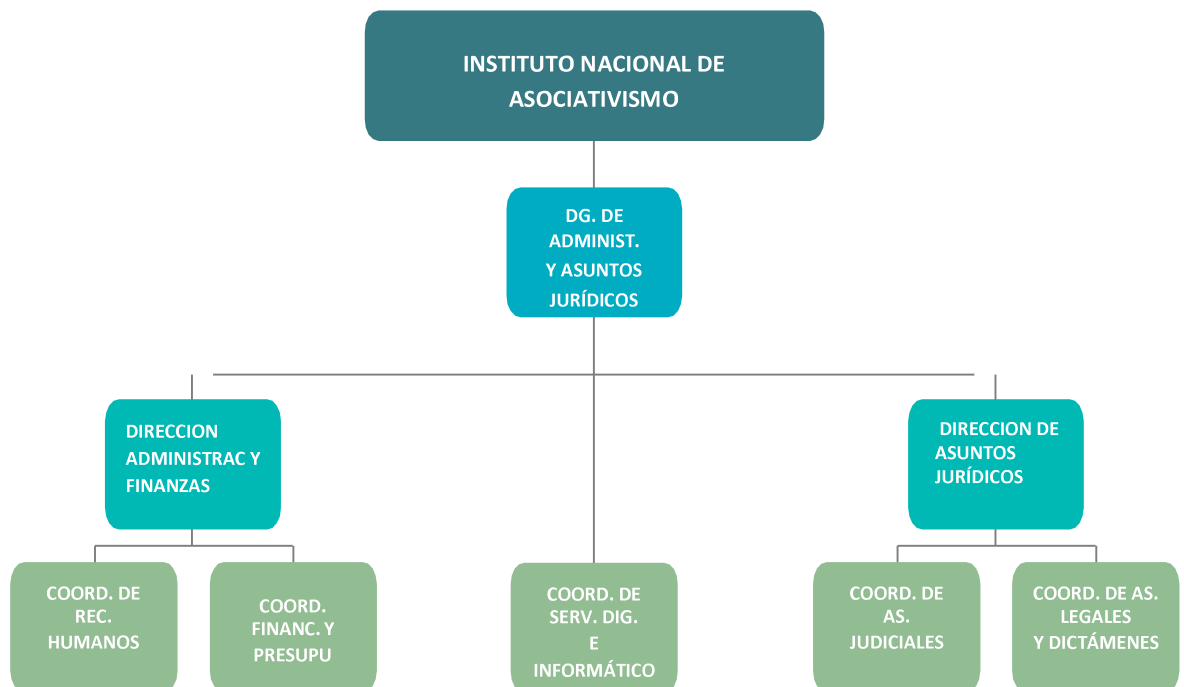 INSTITUTO NACIONAL DE
ASOCIATIVISMO
DG. DE
ADMINIST.
Y ASUNTOS
JURÍDICOS
DIRECCION
ADMINISTRAC Y
FINANZAS
DIRECCION DE
ASUNTOS
JURÍDICOS
COORD. DE
REC.
HUMANOS
COORD.
FINANC. Y
PRESUPU
COORD. DE
SERV. DIG.
E
INFORMÁTICO
COORD. DE
AS.
JUDICIALES
COORD. DE AS.
LEGALES
Y DICTÁMENES